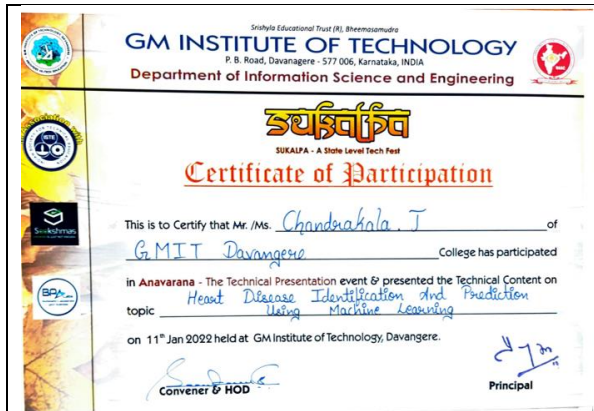 Srishyla Educational Trust (R), Bheemasamudra
GM INSTITUTE OF TECHNOLOGY
P. B. Road, Davanagere - 577 006, Karnataka, INDIA
Department of Information Science and Engineering
SUKALPA
SUKALPA - A State Level Tech Fest
Certificate of Participation
ISTE
This is to Certify that Mr. /Ms. Chandrakala. J of
GMIT Davangere College has participated
Seekshmas
in Anavarana - The Technical Presentation event & presented the Technical Content on
Heart Disease Identification And Prediction
topic Using Machine Learning
on 11th Jan 2022 held at GM Institute of Technology, Davangere.
Convener & HOD
Principal